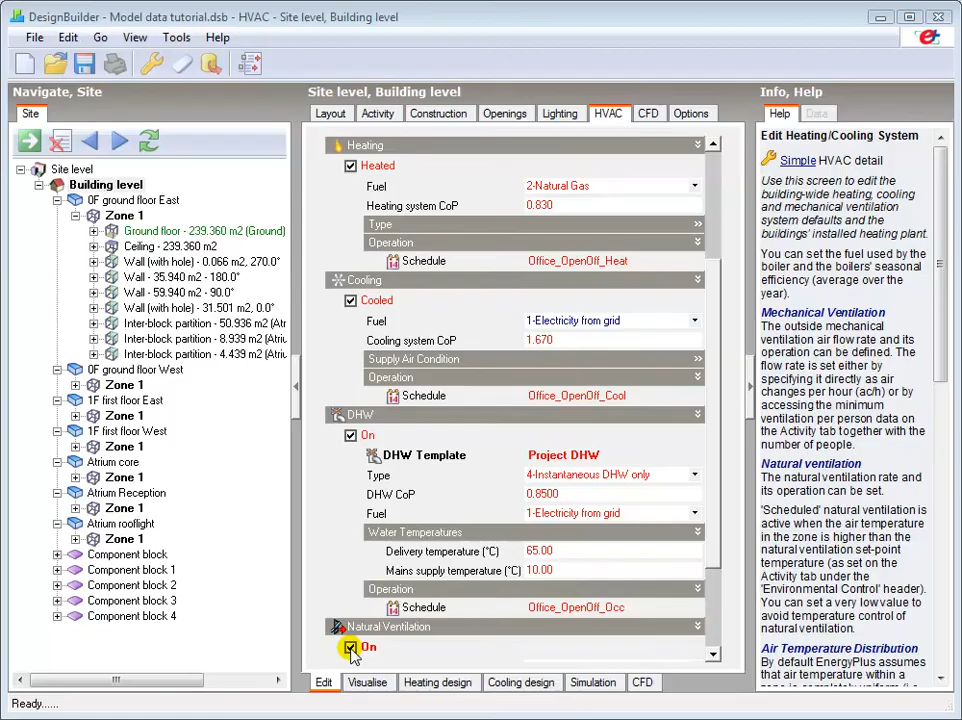 DesignBuilder - Model data tutorial.dsb - HVAC - Site level, Building level
File Edit Go View Tools Help
Navigate, Site
Site
Site level
Building level
0F ground floor East
Zone 1
Ground floor - 239.360 m2 (Ground)
Ceiling - 239.360 m2
Wall (with hole) - 0.066 m2, 270.0°
Wall - 35.940 m2 - 180.0°
Wall - 59.940 m2 - 90.0°
Wall (with hole) - 31.501 m2, 0.0°
Inter-block partition - 50.936 m2 (Atri
Inter-block partition - 8.939 m2 (Atriu
Inter-block partition - 4.439 m2 (Atriu
0F ground floor West
Zone 1
1F first floor East
Zone 1
1F first floor West
Zone 1
Atrium core
Zone 1
Atrium Reception
Zone 1
Atrium rooflight
Zone 1
Component block
Component block 1
Component block 2
Component block 3
Component block 4
Site level, Building level
Layout Activity Construction Openings Lighting HVAC CFD Options
Heating
Heated
Fuel 2-Natural Gas
Heating system CoP 0.830
Type
Operation
Schedule Office_OpenOff_Heat
Cooling
Cooled
Fuel 1-Electricity from grid
Cooling system CoP 1.670
Supply Air Condition
Operation
Schedule Office_OpenOff_Cool
DHW
On
DHW Template Project DHW
Type 4-Instantaneous DHW only
DHW CoP 0.8500
Fuel 1-Electricity from grid
Water Temperatures
Delivery temperature (°C) 65.00
Mains supply temperature (°C) 10.00
Operation
Schedule Office_OpenOff_Occ
Natural Ventilation
On
Edit Visualise Heating design Cooling design Simulation CFD
Info, Help
Help Data
Edit Heating/Cooling System
Simple HVAC detail
Use this screen to edit the
building-wide heating, cooling
and mechanical ventilation
system defaults and the
buildings' installed heating plant.
You can set the fuel used by the
boiler and the boilers' seasonal
efficiency (average over the
year).
Mechanical Ventilation
The outside mechanical
ventilation air flow rate and its
operation can be defined. The
flow rate is set either by
specifying it directly as air
changes per hour (ac/h) or by
accessing the minimum
ventilation per person data on
the Activity tab together with the
number of people.
Natural ventilation
The natural ventilation rate and
its operation can be set.
'Scheduled' natural ventilation is
active when the air temperature
in the zone is higher than the
natural ventilation set-point
temperature (as set on the
Activity tab under the
'Environmental Control' header).
You can set a very low value to
avoid temperature control of
natural ventilation.
Air Temperature Distribution
By default EnergyPlus assumes
that air temperature within a
Ready......